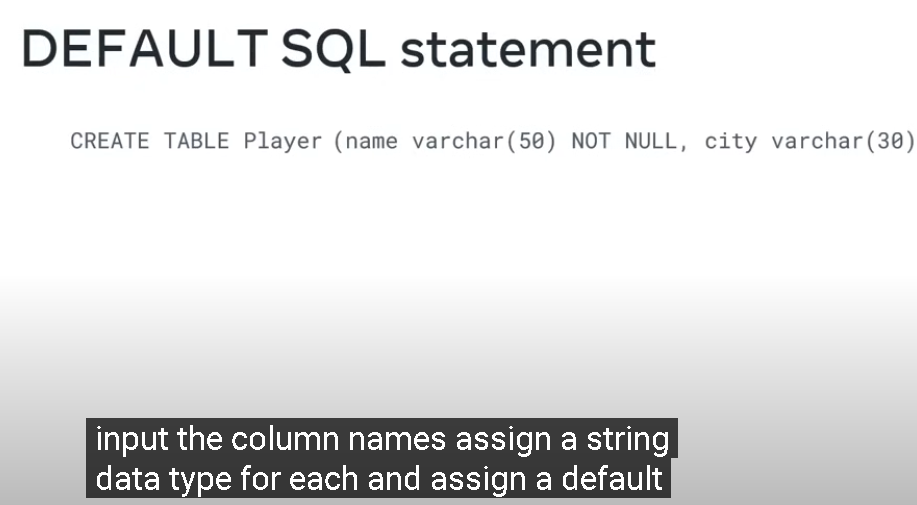 DEFAULT SQL statement
CREATE TABLE Player (name varchar(50) NOT NULL, city varchar(30)
input the column names assign a string
data type for each and assign a default